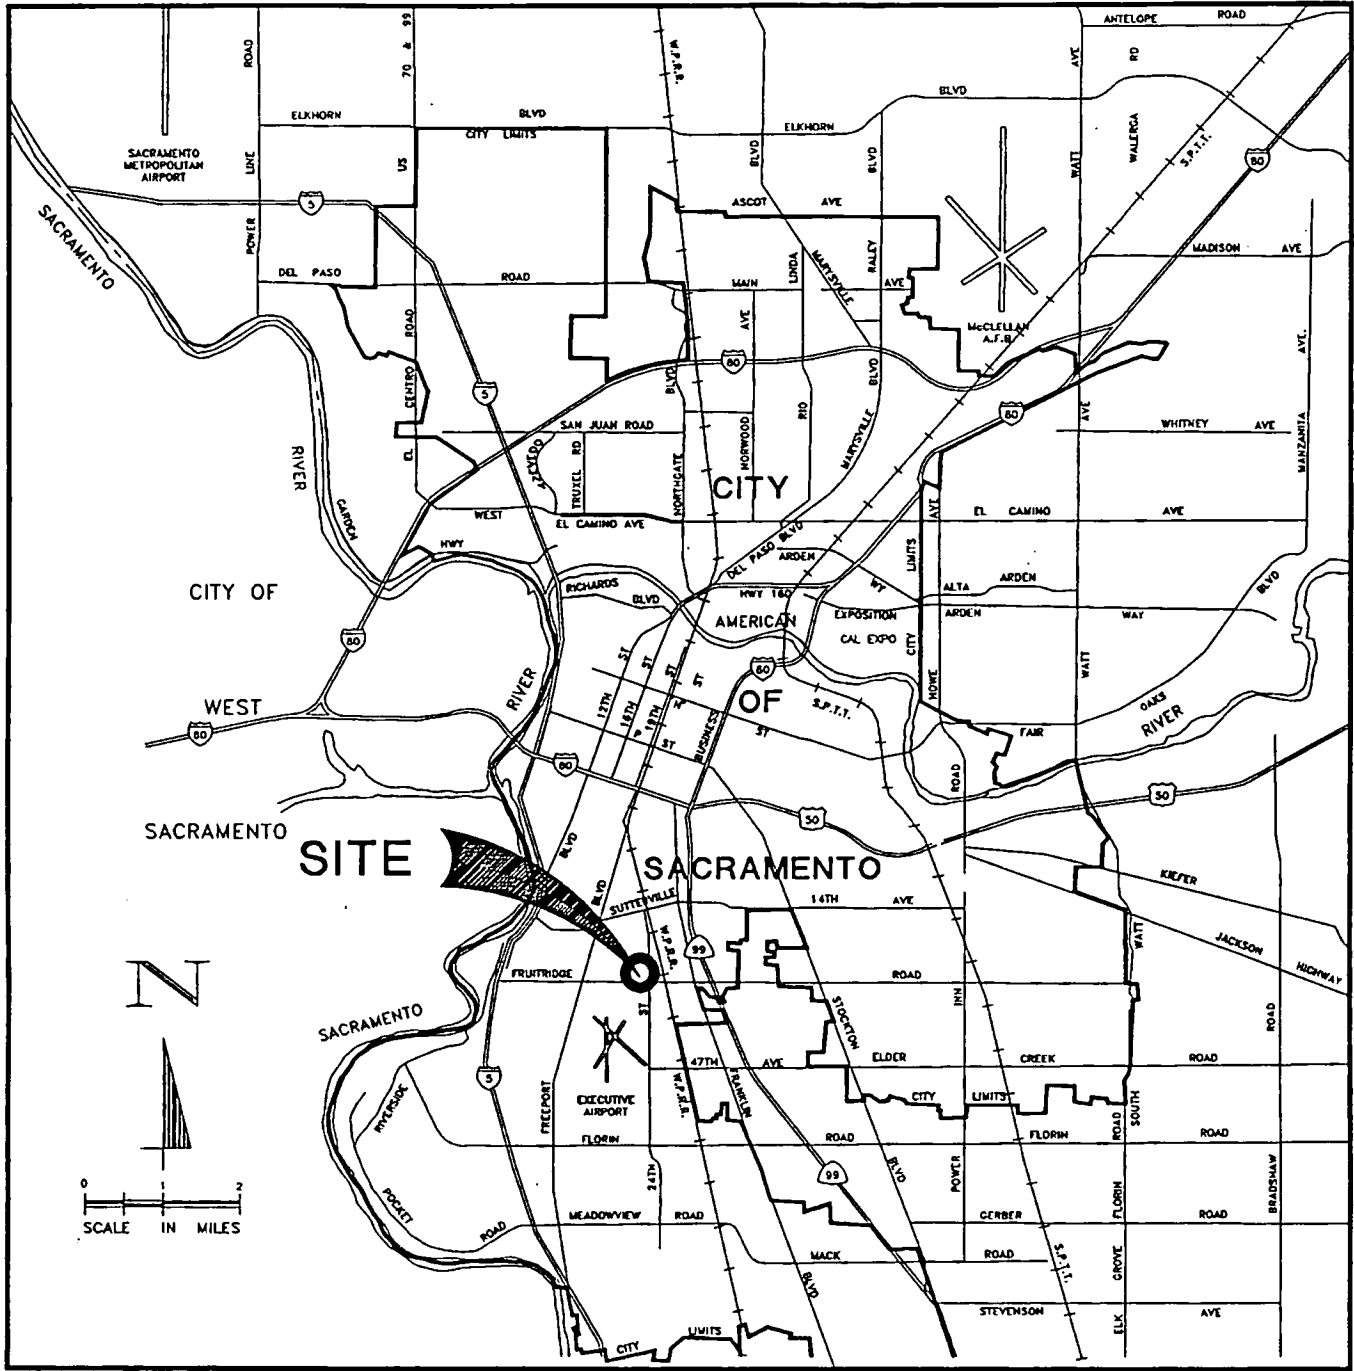 ANTELOPE ROAD
ROAD
70 & 99
W.P.R.R.
AVE
RD
BLVD
ELKHORN BLVD
CITY LIMITS
ELKHORN
SACRAMENTO
METROPOLITAN
AIRPORT
LINE
US
BLVD
BLVD
WATT
WALERGA
S.P.T.T.
80
5
ASCOT AVE
SACRAMENTO
POWER
DEL PASO ROAD
MAIN AVE
LINDA
MARYSVILLE
RALEY
MADISON AVE
ROAD
AVE
McCLELLAN
A.F.B.
AVE.
80
BLVD
BLVD
CENTRO
5
RIO
80
AVE
SAN JUAN ROAD
WHITNEY AVE
MANZANITA
EL
AZEVEDO
TRUXEL RD
NORTHGATE
NORWOOD
MARYSVILLE
RIVER
CITY
GARDEN
WEST
EL CAMINO AVE
AVE
EL CAMINO AVE
HWY
DEL PASO BLVD
ARDEN
LIMITS
CITY OF
RICHARDS
BLVD
HWY 160
WY
ALTA ARDEN
BLVD
AMERICAN
EXPOSITION
ARDEN WAY
CAL EXPO
CITY
80
ST
ST
ST
ST
80
HOWE
WATT
WEST
RIVER
12TH
16TH
19TH
H
OF
S.P.T.T.
OAKS
RIVER
80
P ST
BUSINESS
ST
FAIR
80
ROAD
50
50
SACRAMENTO
BLVD
SITE
SACRAMENTO
KIEFER
BLVD
SUTTERVILLE
14TH AVE
WATT
JACKSON
HIGHWAY
W.P.R.R.
99
N
FRUITRIDGE
ROAD
SACRAMENTO
ST
STOCKTON
INN
ROAD
47TH AVE
ELDER CREEK ROAD
5
RIVERSIDE
FREEPORT
EXECUTIVE
AIRPORT
W.P.R.R.
FRANKLIN
CITY LIMITS
SOUTH
FLORIN
ROAD
FLORIN
ROAD
ROAD
24TH
99
BLVD
POWER
FLORIN
BRADSHAW
0 1 2
SCALE IN MILES
POCKET
ROAD
MEADOWVIEW ROAD
GERBER ROAD
MACK ROAD
BLVD
S.P.T.T.
GROVE
STEVENSON AVE
ELK
CITY LIMITS